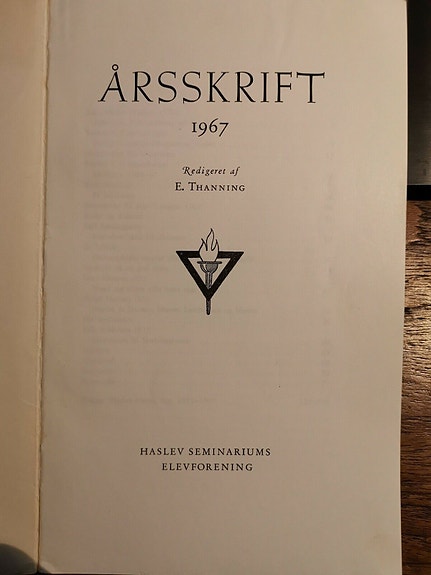 ÅRSSKRIFT
1967
Redigeret af
E. THANNING
HASLEV SEMINARIUMS
ELEVFORENING